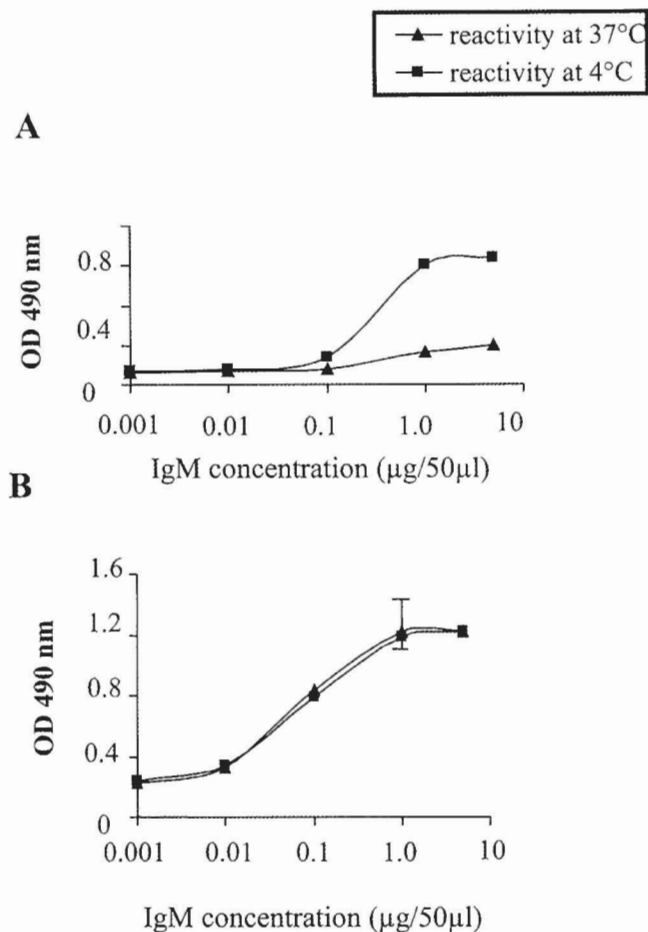 reactivity at 37°C
reactivity at 4°C
A
OD 490 nm
0.8
0.4
0
0.001 0.01 0.1 1.0 10
IgM concentration (µg/50µl)
B
OD 490 nm
1.6
1.2
0.8
0.4
0
0.001 0.01 0.1 1.0 10
IgM concentration (µg/50µl)